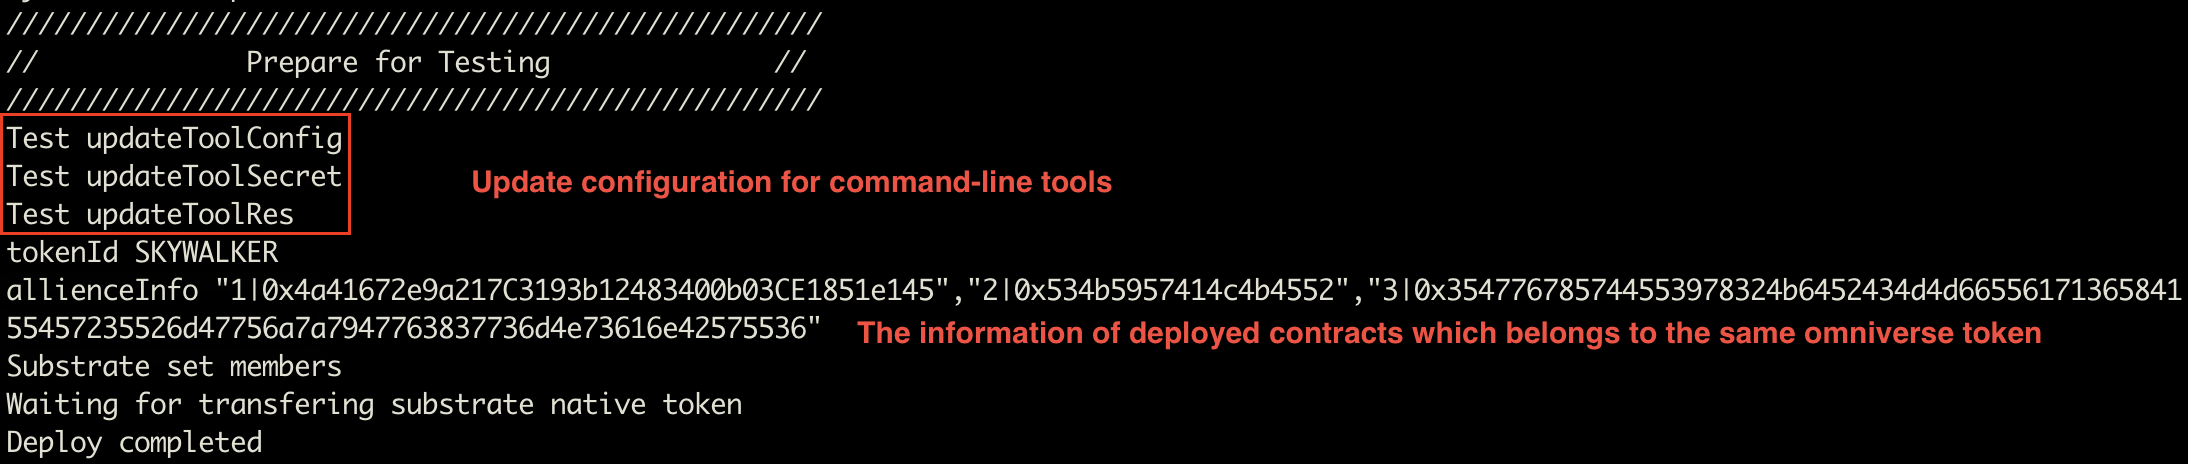 //////////////////////////////////////////////////
// Prepare for Testing //
//////////////////////////////////////////////////
Test updateToolConfig
Test updateToolSecret
Update configuration for command-line tools
Test updateToolRes
tokenId SKYWALKER
allienceInfo "1|0x4a41672e9a217C3193b12483400b03CE1851e145","2|0x534b5957414c4b4552","3|0x354776785744553978324b6452434d4d66556171365841
55457235526d47756a7a7947763837736d4e73616e42575536"
The information of deployed contracts which belongs to the same omniverse token
Substrate set members
Waiting for transfering substrate native token
Deploy completed